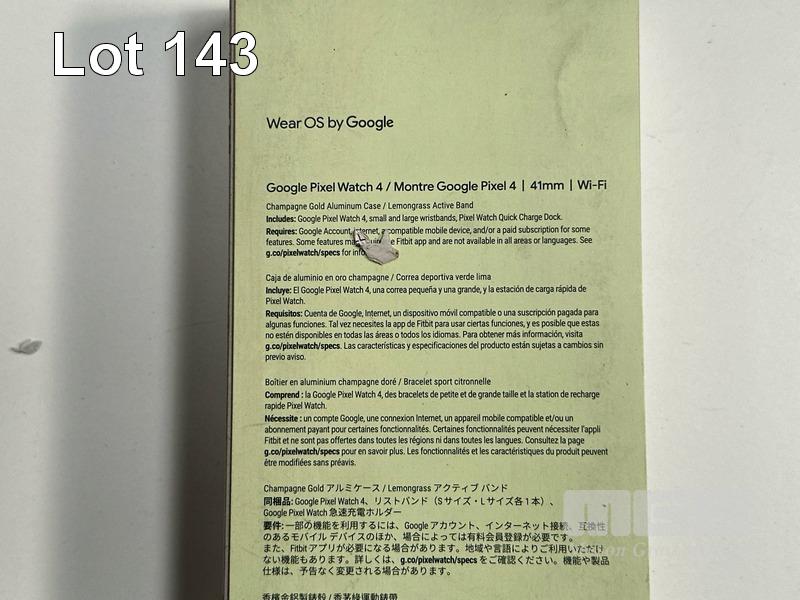 Lot 143
Wear OS by Google
Google Pixel Watch 4 / Montre Google Pixel 4 | 41mm | Wi-Fi
Champagne Gold Aluminum Case / Lemongrass Active Band
Includes: Google Pixel Watch 4, small and large wristbands, Pixel Watch Quick Charge Dock.
Requires: Google Account, Internet, a compatible mobile device, and/or a paid subscription for some
features. Some features may require the Fitbit app and are not available in all areas or languages. See
g.co/pixelwatch/specs for info
Caja de aluminio en oro champagne / Correa deportiva verde lima
Incluye: El Google Pixel Watch 4, una correa pequeña y una grande, y la estación de carga rápida de
Pixel Watch.
Requisitos: Cuenta de Google, Internet, un dispositivo móvil compatible o una suscripción pagada para
algunas funciones. Tal vez necesites la app de Fitbit para usar ciertas funciones, y es posible que estas
no estén disponibles en todas las áreas o todos los idiomas. Para obtener más información, visita
g.co/pixelwatch/specs. Las características y especificaciones del producto están sujetas a cambios sin
previo aviso.
Boîtier en aluminium champagne doré / Bracelet sport citronnelle
Comprend : la Google Pixel Watch 4, des bracelets de petite et de grande taille et la station de recharge
rapide Pixel Watch.
Nécessite : un compte Google, une connexion Internet, un appareil mobile compatible et/ou un
abonnement payant pour certaines fonctionnalités. Certaines fonctionnalités peuvent nécessiter l'appli
Fitbit et ne sont pas offertes dans toutes les régions ni dans toutes les langues. Consultez la page
g.co/pixelwatch/specs pour en savoir plus. Les fonctionnalités et les caractéristiques du produit peuvent
être modifiées sans préavis.
Champagne Gold アルミケース / Lemongrass アクティブ バンド
同梱品: Google Pixel Watch 4、リストバンド（S サイズ・L サイズ各 1 本）、
Google Pixel Watch 急速充電ホルダー
要件: 一部の機能を利用するには、Google アカウント、インターネット接続、互換性
のあるモバイル デバイスのほか、場合によっては有料会員登録が必要です。
また、Fitbit アプリが必要になる場合があります。地域や言語によりご利用いただけ
ない機能もあります。詳しくは、g.co/pixelwatch/specs をご確認ください。機能や製品
仕様は、予告なく変更される場合があります。
香檳金鋁製錶殼 / 香茅綠運動錶帶